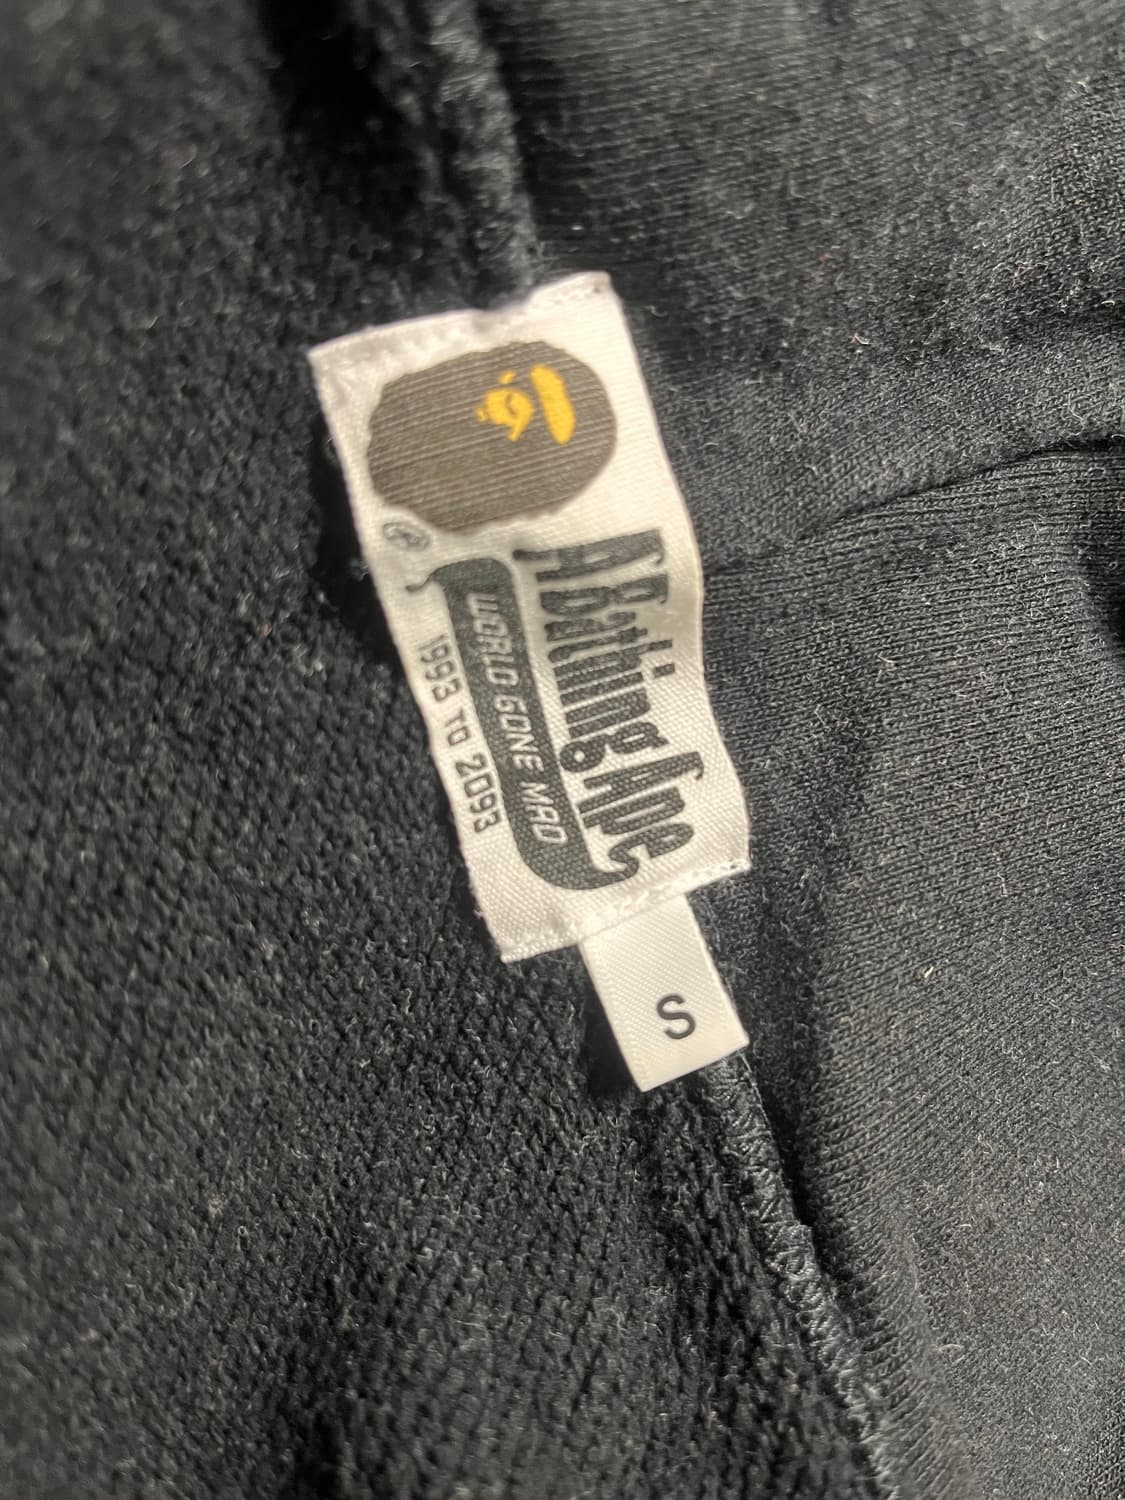 A Bathing Ape
WORLD GONE MAD
1993 TO 2093
®
S